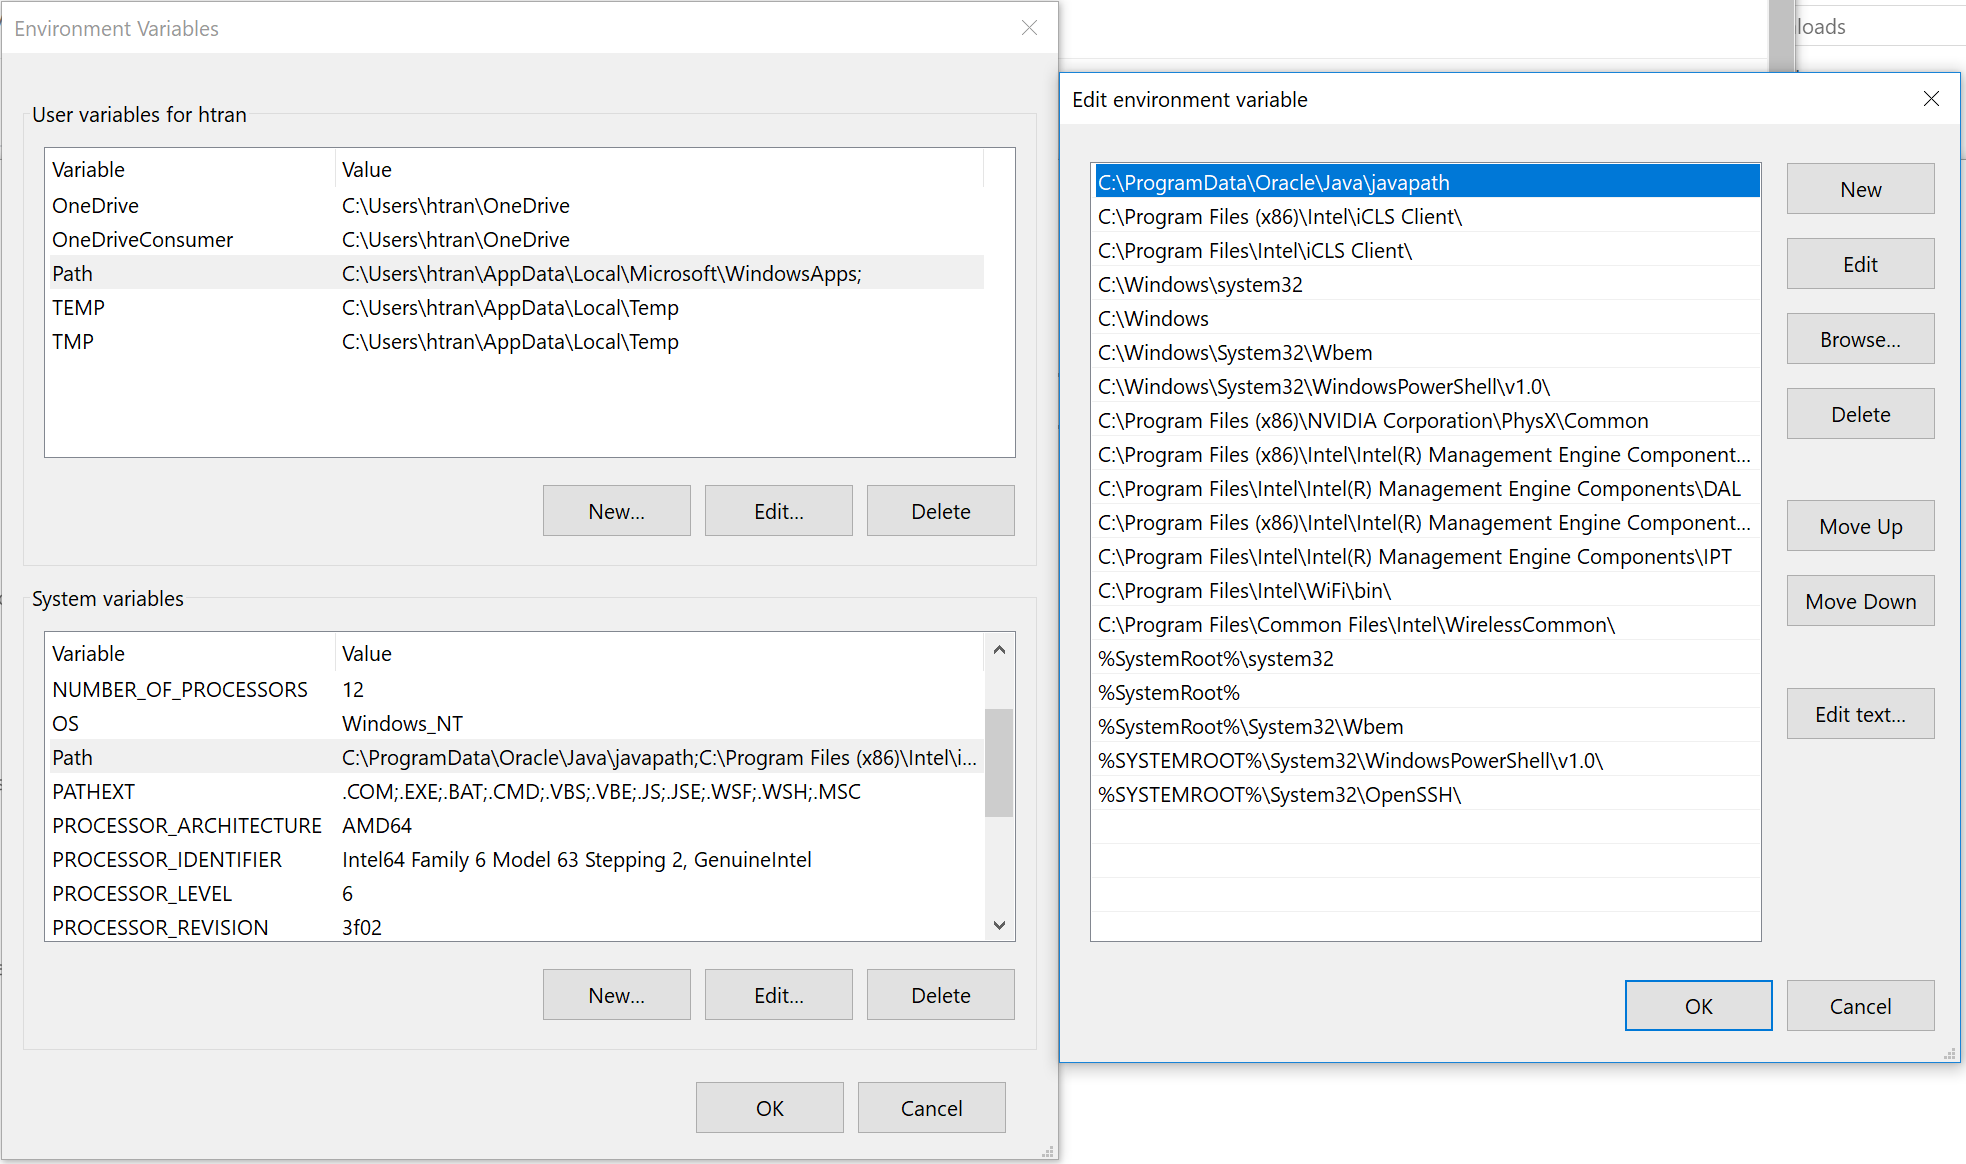 Environment Variables
User variables for htran
Variable Value
OneDrive C:\Users\htran\OneDrive
OneDriveConsumer C:\Users\htran\OneDrive
Path C:\Users\htran\AppData\Local\Microsoft\WindowsApps;
TEMP C:\Users\htran\AppData\Local\Temp
TMP C:\Users\htran\AppData\Local\Temp
New... Edit... Delete
System variables
Variable Value
NUMBER_OF_PROCESSORS 12
OS Windows_NT
Path C:\ProgramData\Oracle\Java\javapath;C:\Program Files (x86)\Intel\i...
PATHEXT .COM;.EXE;.BAT;.CMD;.VBS;.VBE;.JS;.JSE;.WSF;.WSH;.MSC
PROCESSOR_ARCHITECTURE AMD64
PROCESSOR_IDENTIFIER Intel64 Family 6 Model 63 Stepping 2, GenuineIntel
PROCESSOR_LEVEL 6
PROCESSOR_REVISION 3f02
New... Edit... Delete
OK Cancel
loads
Edit environment variable
C:\ProgramData\Oracle\Java\javapath
C:\Program Files (x86)\Intel\iCLS Client\
C:\Program Files\Intel\iCLS Client\
C:\Windows\system32
C:\Windows
C:\Windows\System32\Wbem
C:\Windows\System32\WindowsPowerShell\v1.0\
C:\Program Files (x86)\NVIDIA Corporation\PhysX\Common
C:\Program Files (x86)\Intel\Intel(R) Management Engine Component...
C:\Program Files\Intel\Intel(R) Management Engine Components\DAL
C:\Program Files (x86)\Intel\Intel(R) Management Engine Component...
C:\Program Files\Intel\Intel(R) Management Engine Components\IPT
C:\Program Files\Intel\WiFi\bin\
C:\Program Files\Common Files\Intel\WirelessCommon\
%SystemRoot%\system32
%SystemRoot%
%SystemRoot%\System32\Wbem
%SYSTEMROOT%\System32\WindowsPowerShell\v1.0\
%SYSTEMROOT%\System32\OpenSSH\
New
Edit
Browse...
Delete
Move Up
Move Down
Edit text...
OK Cancel